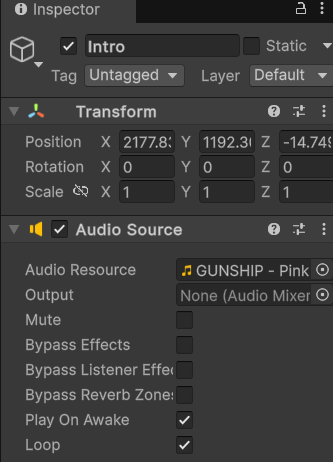 Inspector
Intro
Static
Tag Untagged Layer Default
Transform
Position X 2177.8 Y 1192.3 Z -14.749
Rotation X 0 Y 0 Z 0
Scale X 1 Y 1 Z 1
Audio Source
Audio Resource GUNSHIP - Pink
Output None (Audio Mixer
Mute
Bypass Effects
Bypass Listener Effe
Bypass Reverb Zone
Play On Awake
Loop